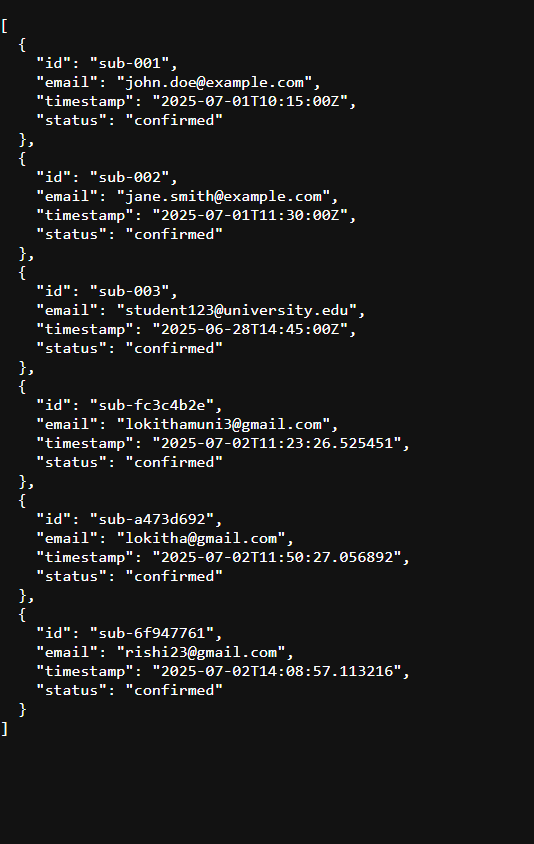 [
  {
    "id": "sub-001",
    "email": "john.doe@example.com",
    "timestamp": "2025-07-01T10:15:00Z",
    "status": "confirmed"
  },
  {
    "id": "sub-002",
    "email": "jane.smith@example.com",
    "timestamp": "2025-07-01T11:30:00Z",
    "status": "confirmed"
  },
  {
    "id": "sub-003",
    "email": "student123@university.edu",
    "timestamp": "2025-06-28T14:45:00Z",
    "status": "confirmed"
  },
  {
    "id": "sub-fc3c4b2e",
    "email": "lokithamuni3@gmail.com",
    "timestamp": "2025-07-02T11:23:26.525451",
    "status": "confirmed"
  },
  {
    "id": "sub-a473d692",
    "email": "lokitha@gmail.com",
    "timestamp": "2025-07-02T11:50:27.056892",
    "status": "confirmed"
  },
  {
    "id": "sub-6f947761",
    "email": "rishi23@gmail.com",
    "timestamp": "2025-07-02T14:08:57.113216",
    "status": "confirmed"
  }
]